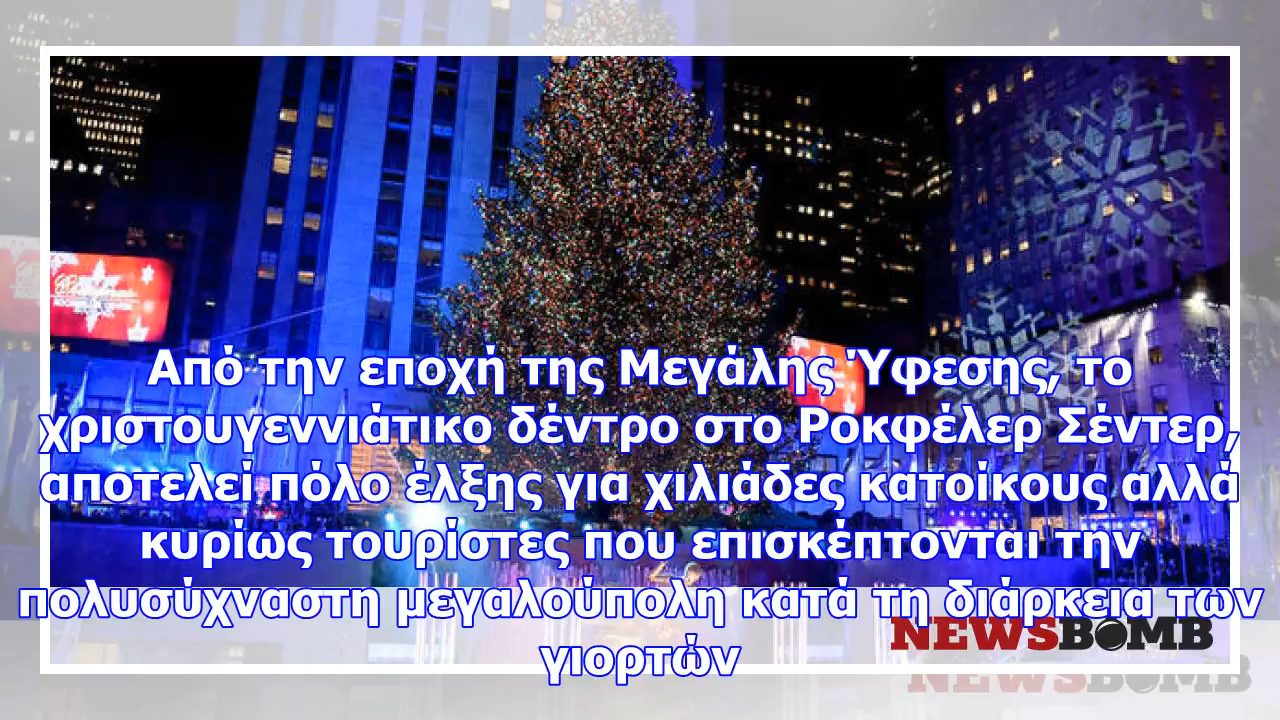 Από την εποχή της Μεγάλης Ύφεσης, το
χριστουγεννιάτικο δέντρο στο Ροκφέλερ Σέντερ,
αποτελεί πόλο έλξης για χιλιάδες κατοίκους αλλά
κυρίως τουρίστες που επισκέπτονται την
πολυσύχναστη μεγαλούπολη κατά τη διάρκεια των
γιορτών
NEWSBOMB
NEWSBOMB